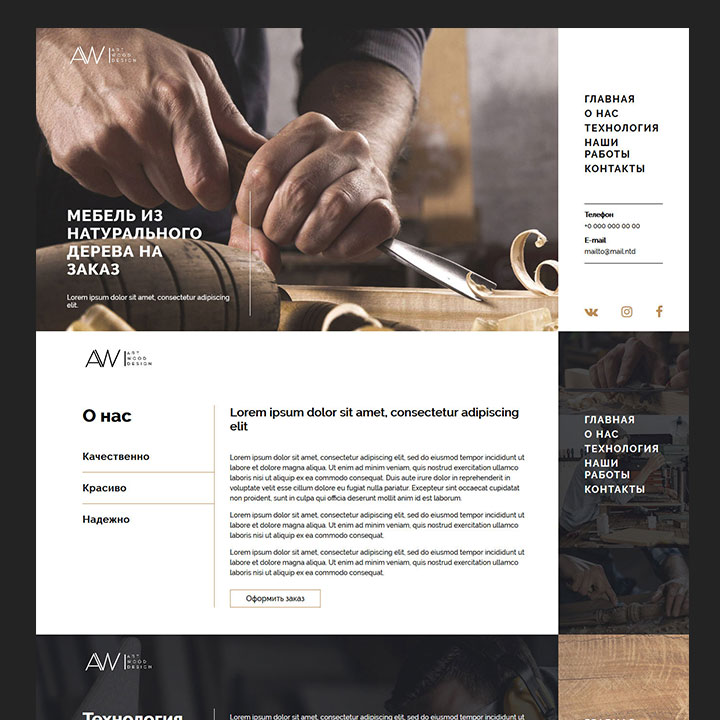 AW ART
WOOD
DESIGN
МЕБЕЛЬ ИЗ
НАТУРАЛЬНОГО
ДЕРЕВА НА
ЗАКАЗ
Lorem ipsum dolor sit amet, consectetur adipiscing
elit.
ГЛАВНАЯ
О НАС
ТЕХНОЛОГИЯ
НАШИ
РАБОТЫ
КОНТАКТЫ
Телефон
+0 000 000 00 00
E-mail
mailto@mail.ntd
AW ART
WOOD
DESIGN
О нас
Качественно
Красиво
Надежно
Lorem ipsum dolor sit amet, consectetur adipiscing
elit
Lorem ipsum dolor sit amet, consectetur adipiscing elit, sed do eiusmod tempor incididunt ut
labore et dolore magna aliqua. Ut enim ad minim veniam, quis nostrud exercitation ullamco
laboris nisi ut aliquip ex ea commodo consequat. Duis aute irure dolor in reprehenderit in
voluptate velit esse cillum dolore eu fugiat nulla pariatur. Excepteur sint occaecat cupidatat
non proident, sunt in culpa qui officia deserunt mollit anim id est laborum.
Lorem ipsum dolor sit amet, consectetur adipiscing elit, sed do eiusmod tempor incididunt ut
labore et dolore magna aliqua. Ut enim ad minim veniam, quis nostrud exercitation ullamco
laboris nisi ut aliquip ex ea commodo consequat.
Lorem ipsum dolor sit amet, consectetur adipiscing elit, sed do eiusmod tempor incididunt ut
labore et dolore magna aliqua. Ut enim ad minim veniam, quis nostrud exercitation ullamco
laboris nisi ut aliquip ex ea commodo consequat.
Оформить заказ
ГЛАВНАЯ
О НАС
ТЕХНОЛОГИЯ
НАШИ
РАБОТЫ
КОНТАКТЫ
AW ART
WOOD
DESIGN
Технология
Lorem ipsum dolor sit amet, consectetur adipiscing elit, sed do eiusmod tempor incididunt ut